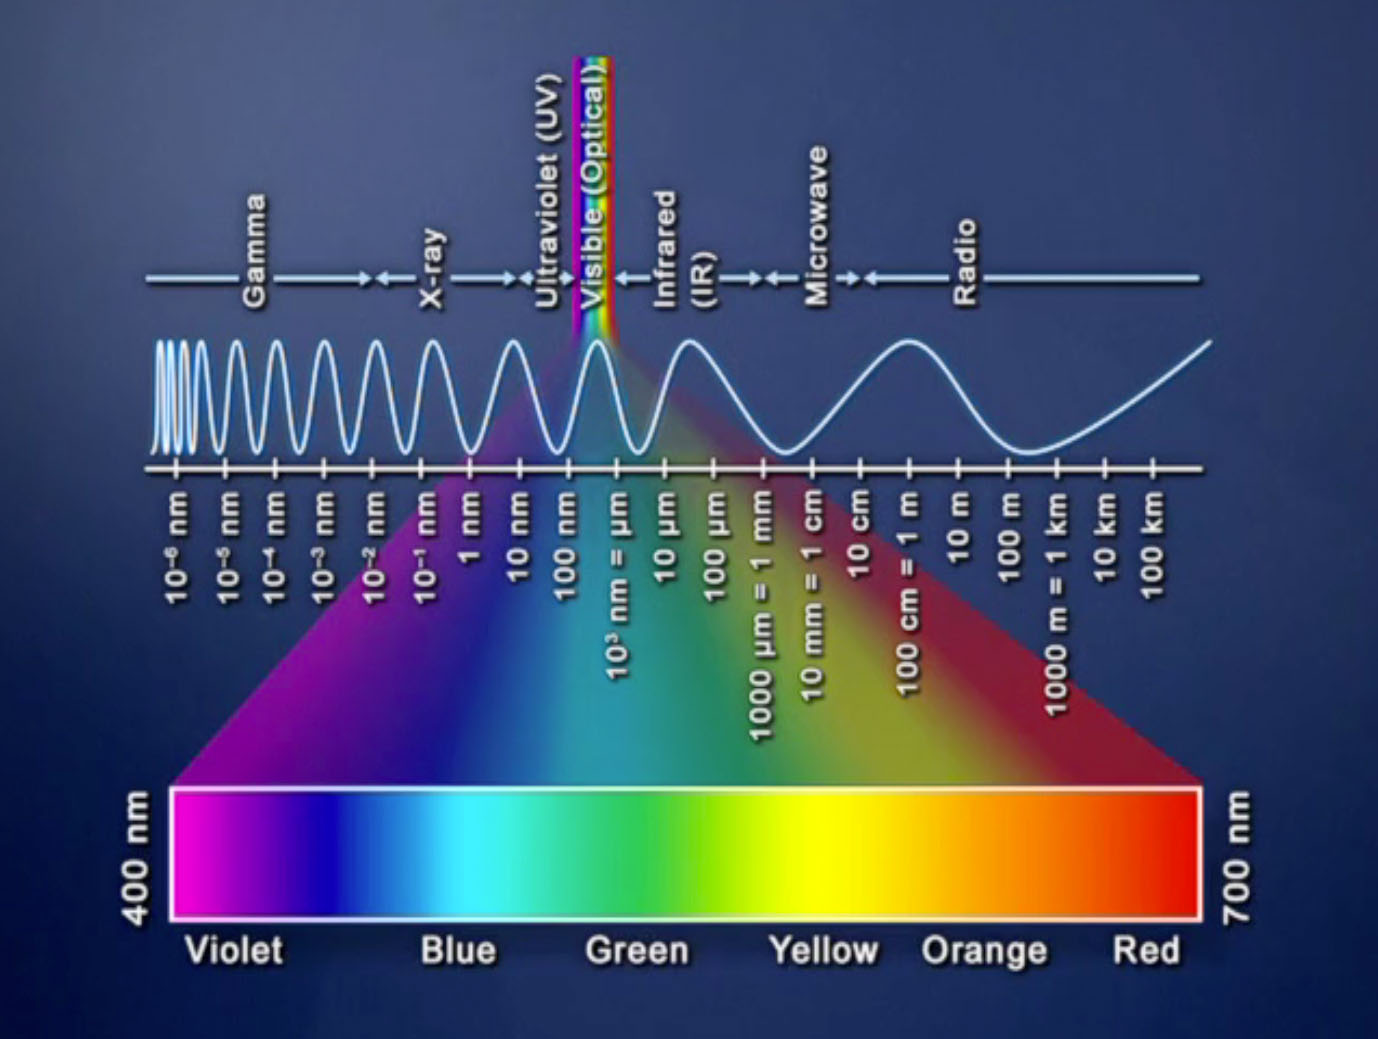 Gamma
X-ray
Ultraviolet (UV)
Visible (Optical)
Infrared
(IR)
Microwave
Radio
10⁻⁶ nm
10⁻⁵ nm
10⁻⁴ nm
10⁻³ nm
10⁻² nm
10⁻¹ nm
1 nm
10 nm
100 nm
10³ nm = µm
10 µm
100 µm
1000 µm = 1 mm
10 mm = 1 cm
10 cm
100 cm = 1 m
10 m
100 m
1000 m = 1 km
10 km
100 km
400 nm
700 nm
Violet
Blue
Green
Yellow
Orange
Red